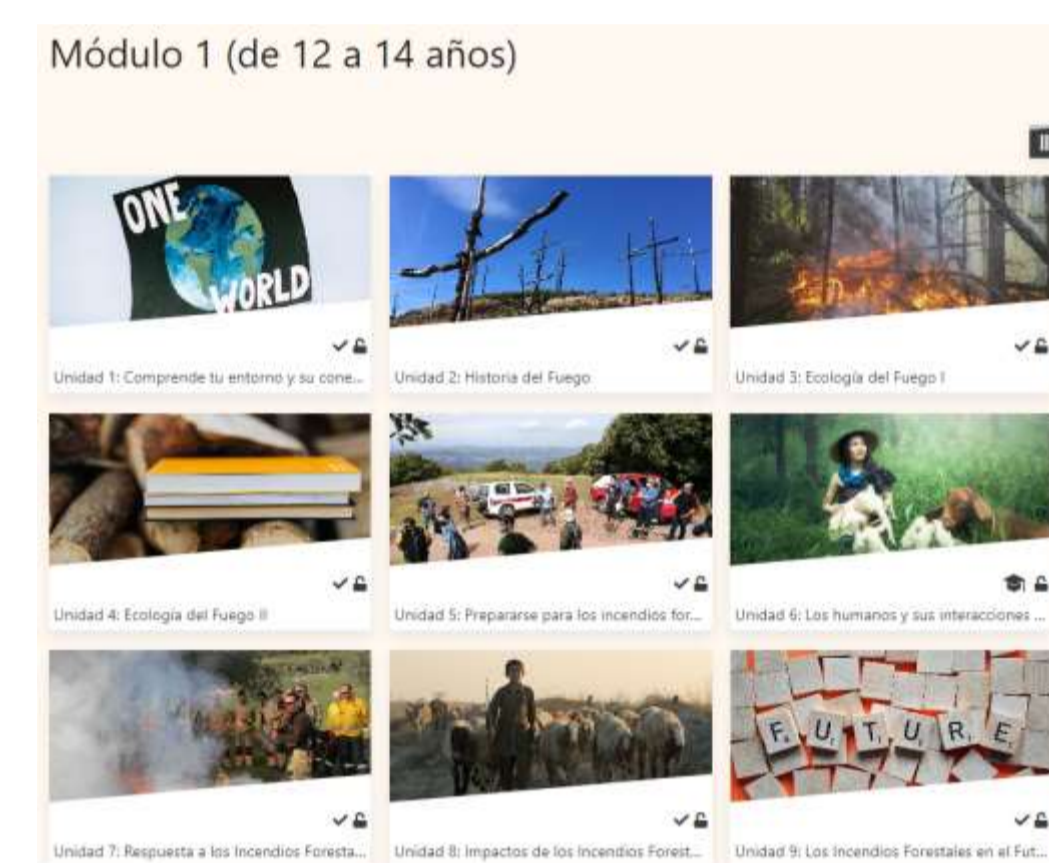 Módulo 1 (de 12 a 14 años)
ONE
WORLD
Unidad 1: Comprende tu entorno y su cone...
Unidad 2: Historia del Fuego
Unidad 3: Ecología del Fuego I
Unidad 4: Ecología del Fuego II
Unidad 5: Prepararse para los incendios for...
Unidad 6: Los humanos y sus interacciones ...
FUTURE
Unidad 7: Respuesta a los Incendios Foresta...
Unidad 8: Impactos de los Incendios Forest...
Unidad 9: Los Incendios Forestales en el Fut...